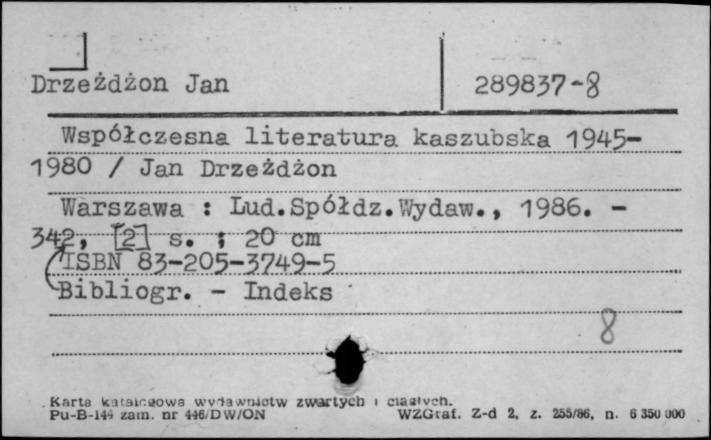 Drzeżdżon Jan 289837-8
Współczesna literatura kaszubska 1945-
1980 / Jan Drzeżdżon
Warszawa : Lud.Spółdz.Wydaw., 1986. -
342, [2] s. ; 20 cm
ISBN 83-205-3749-5
Bibliogr. - Indeks
8
Karta katalogowa wydawnictw zwartych i ciągłych.
Pu-B-144 zam. nr 446/DW/ON WZGraf. Z-d 2, z. 255/86, n. 6 350 000